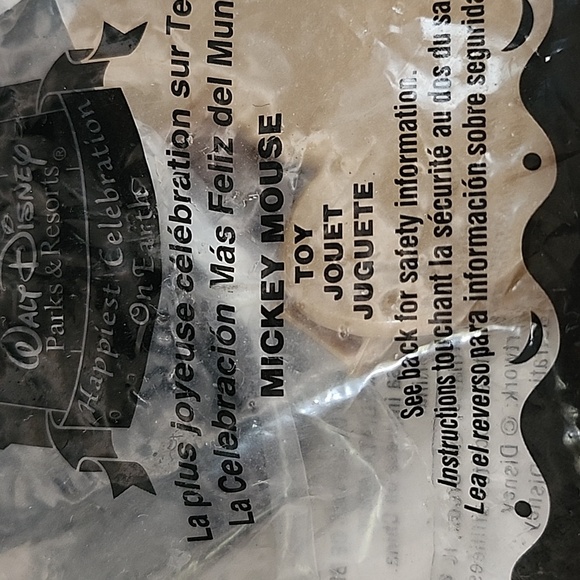 WALT DISNEY
Parks & Resorts®
Happiest Celebration
On Earth
La plus joyeuse célébration sur Te
La Celebración Más Feliz del Mun
MICKEY MOUSE
TOY
JOUET
JUGUETE
See back for safety information.
Instructions touchant la sécurité au dos du sa
Lea el reverso para información sobre segurida